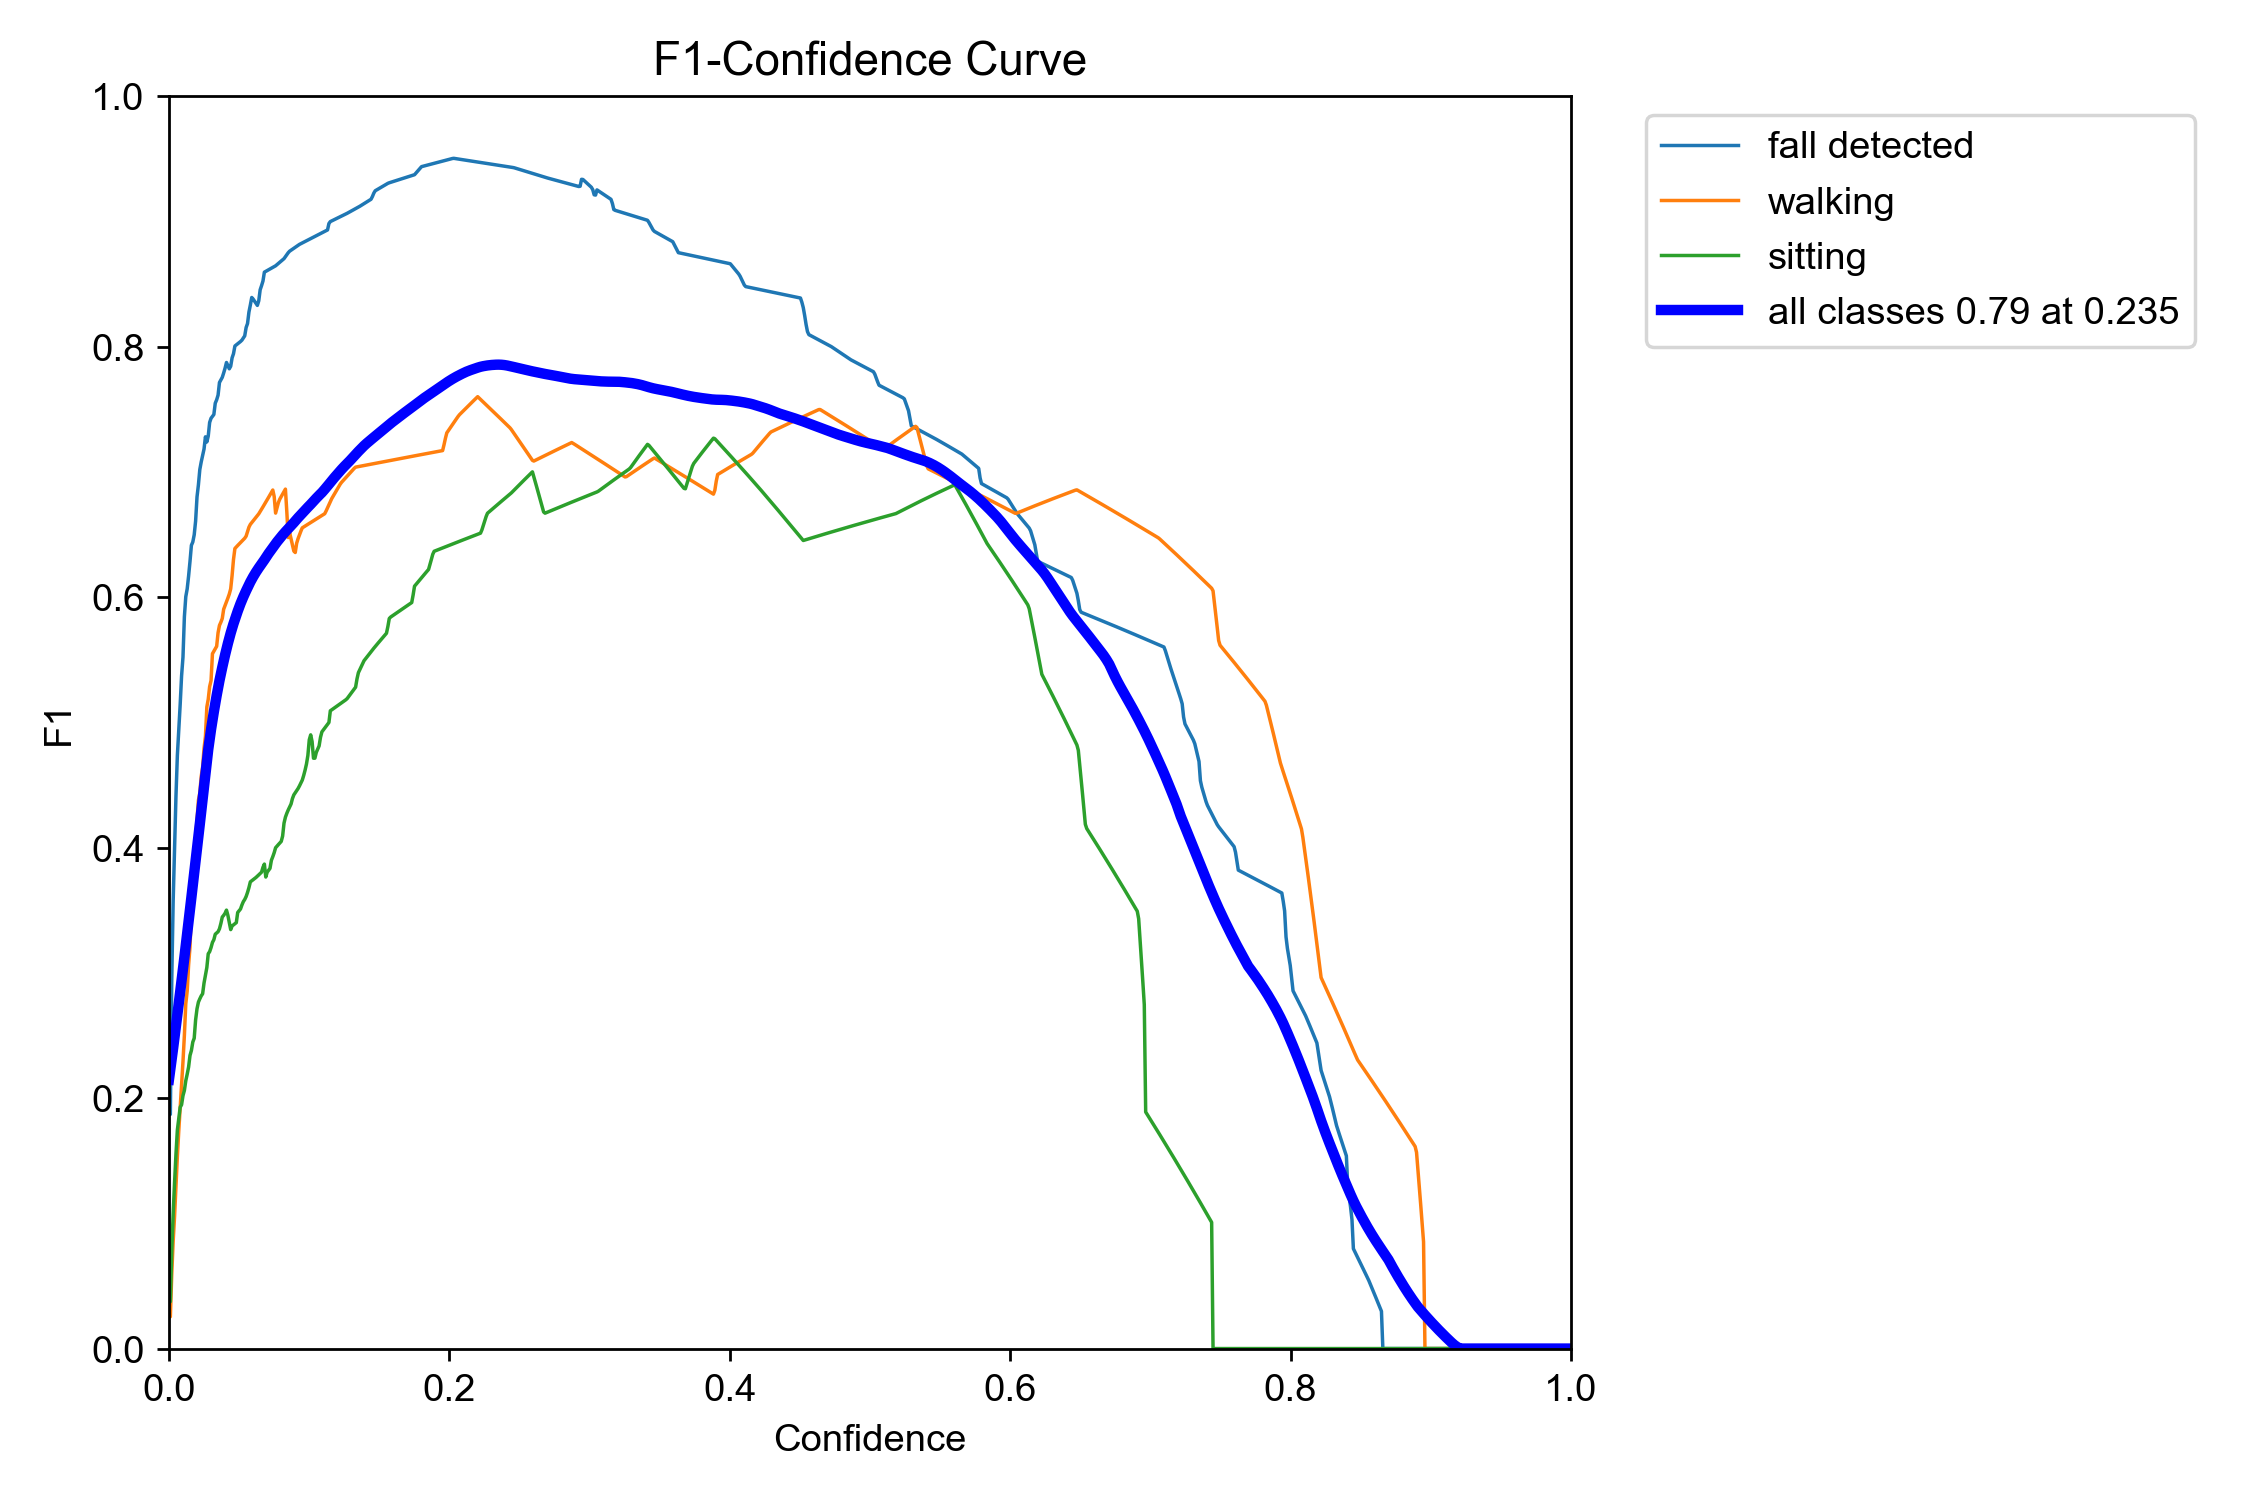 F1-Confidence Curve
1.0
0.8
0.6
0.4
0.2
0.0
F1
0.0 0.2 0.4 0.6 0.8 1.0
Confidence
fall detected
walking
sitting
all classes 0.79 at 0.235